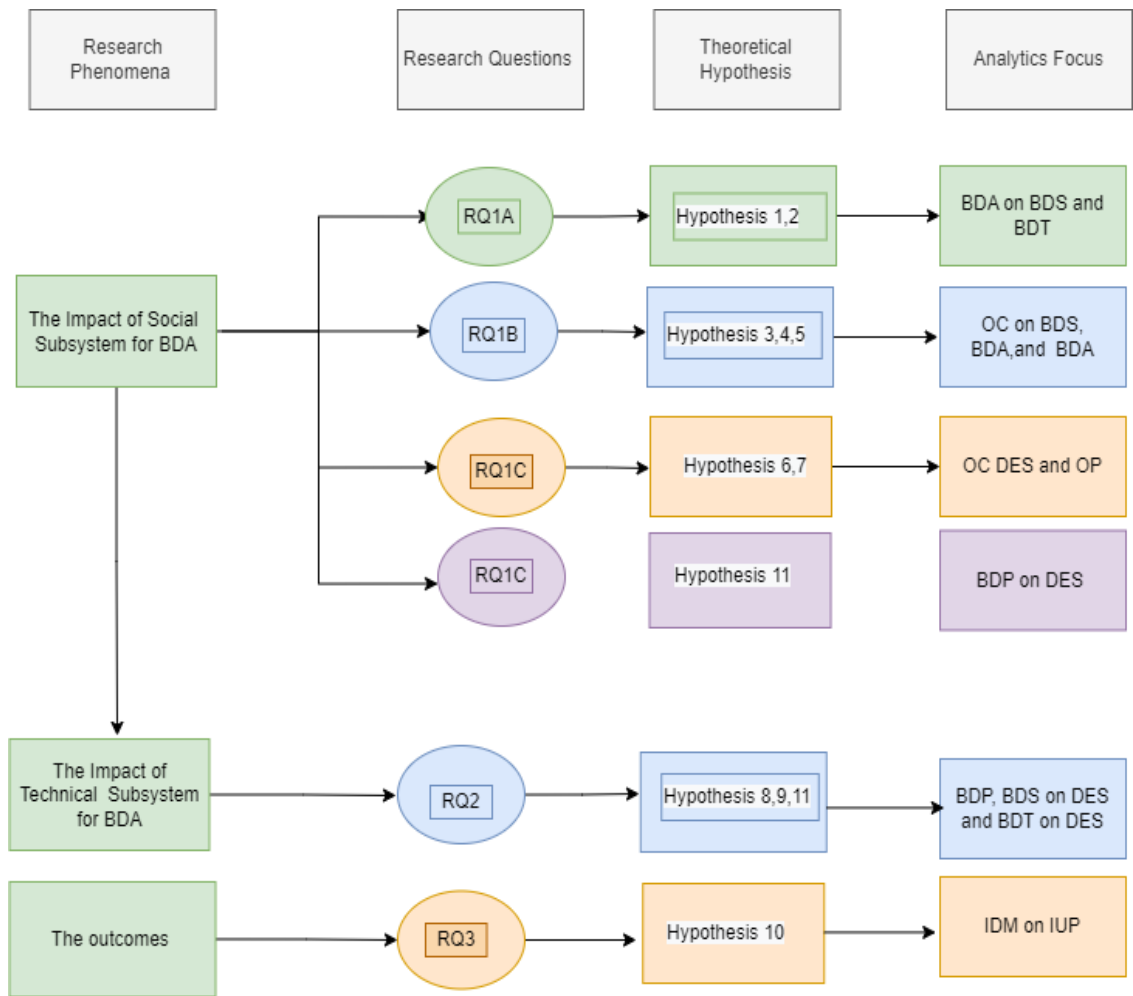 Research
Phenomena
Research Questions
Theoretical
Hypothesis
Analytics Focus
RQ1A
Hypothesis 1,2
BDA on BDS and
BDT
The Impact of Social
Subsystem for BDA
RQ1B
Hypothesis 3,4,5
OC on BDS,
BDA,and BDA
RQ1C
Hypothesis 6,7
OC DES and OP
RQ1C
Hypothesis 11
BDP on DES
The Impact of
Technical Subsystem
for BDA
RQ2
Hypothesis 8,9,11
BDP, BDS on DES
and BDT on DES
The outcomes
RQ3
Hypothesis 10
IDM on IUP